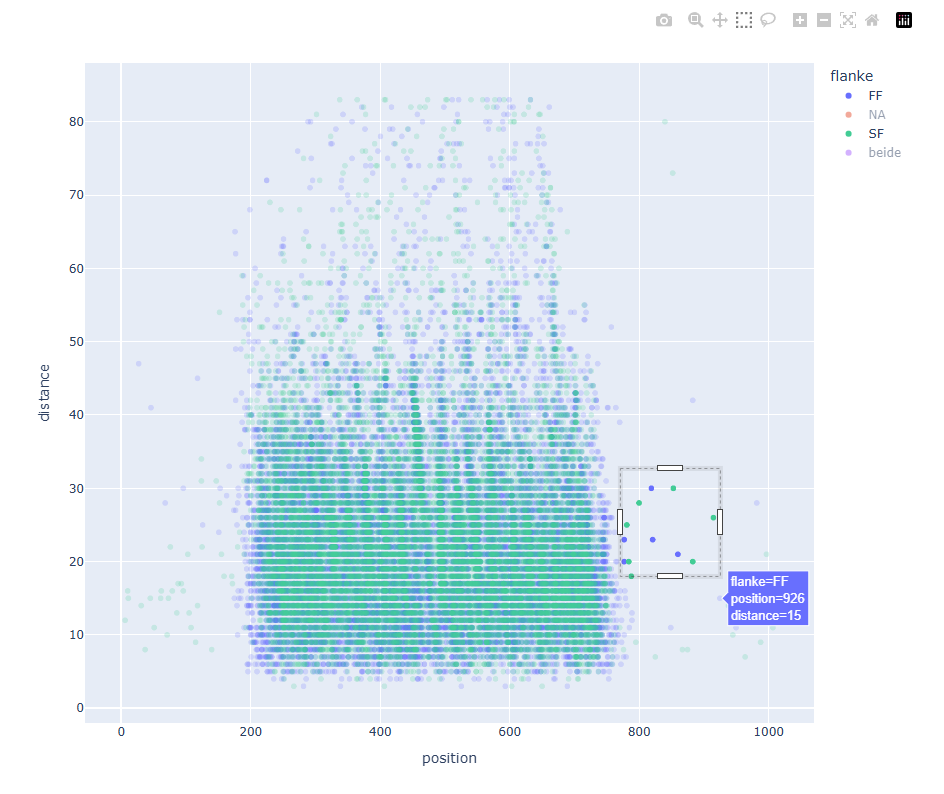 flanke
FF
NA
SF
beide
80
70
60
50
40
30
20
10
0
distance
flanke=FF
position=926
distance=15
0 200 400 600 800 1000
position